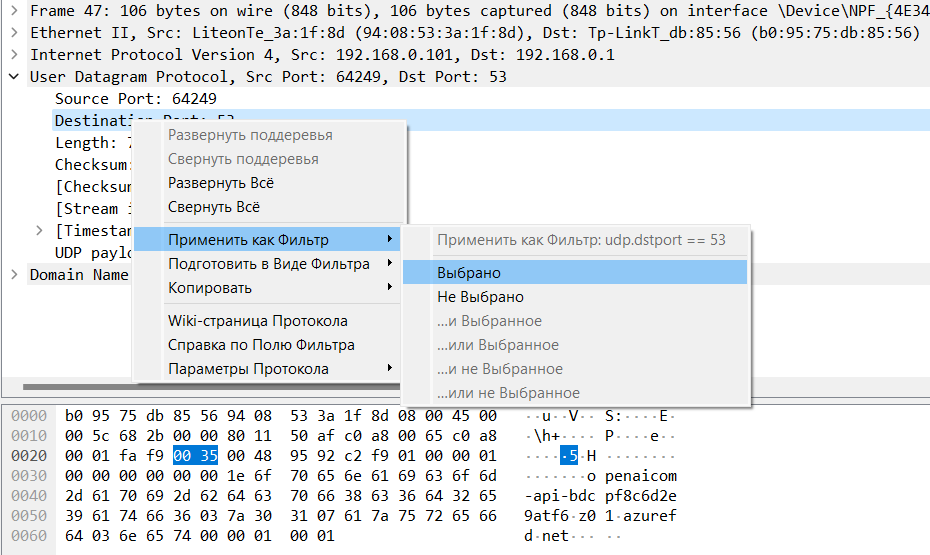 Frame 47: 106 bytes on wire (848 bits), 106 bytes captured (848 bits) on interface \Device\NPF_{4E34
Ethernet II, Src: LiteonTe_3a:1f:8d (94:08:53:3a:1f:8d), Dst: Tp-LinkT_db:85:56 (b0:95:75:db:85:56)
Internet Protocol Version 4, Src: 192.168.0.101, Dst: 192.168.0.1
User Datagram Protocol, Src Port: 64249, Dst Port: 53
Source Port: 64249
Destination Port: 53
Length: 7
Checksum:
[Checksum
[Stream i
[Timestam
UDP paylo
Domain Name
Развернуть поддеревья
Свернуть поддеревья
Развернуть Всё
Свернуть Всё
Применить как Фильтр
Подготовить в Виде Фильтра
Копировать
Wiki-страница Протокола
Справка по Полю Фильтра
Параметры Протокола
Применить как Фильтр: udp.dstport == 53
Выбрано
Не Выбрано
...и Выбранное
...или Выбранное
...и не Выбранное
...или не Выбранное
0000 b0 95 75 db 85 56 94 08 53 3a 1f 8d 08 00 45 00 ··u··V·· S:····E·
0010 00 5c 68 2b 00 00 80 11 50 af c0 a8 00 65 c0 a8 ·\h+···· P····e··
0020 00 01 fa f9 00 35 00 48 95 92 c2 f9 01 00 00 01 ·····5·H ········
0030 00 00 00 00 00 00 1e 6f 70 65 6e 61 69 63 6f 6d ·······o penaicom
0040 2d 61 70 69 2d 62 64 63 70 66 38 63 36 64 32 65 -api-bdc pf8c6d2e
0050 39 61 74 66 36 03 7a 30 31 07 61 7a 75 72 65 66 9atf6·z0 1·azuref
0060 64 03 6e 65 74 00 00 01 00 01 d·net··· ··